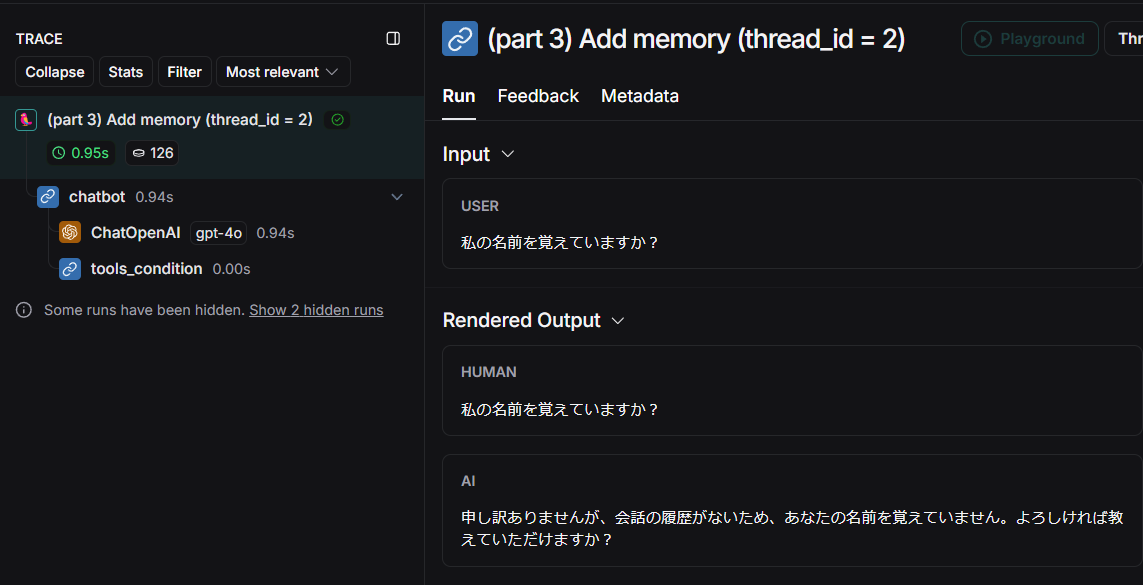 TRACE
Collapse Stats Filter Most relevant
(part 3) Add memory (thread_id = 2)
0.95s 126
chatbot 0.94s
ChatOpenAI gpt-4o 0.94s
tools_condition 0.00s
Some runs have been hidden. Show 2 hidden runs
(part 3) Add memory (thread_id = 2)
Playground Thr
Run Feedback Metadata
Input
USER
私の名前を覚えていますか？
Rendered Output
HUMAN
私の名前を覚えていますか？
AI
申し訳ありませんが、会話の履歴がないため、あなたの名前を覚えていません。よろしければ教
えていただけますか？